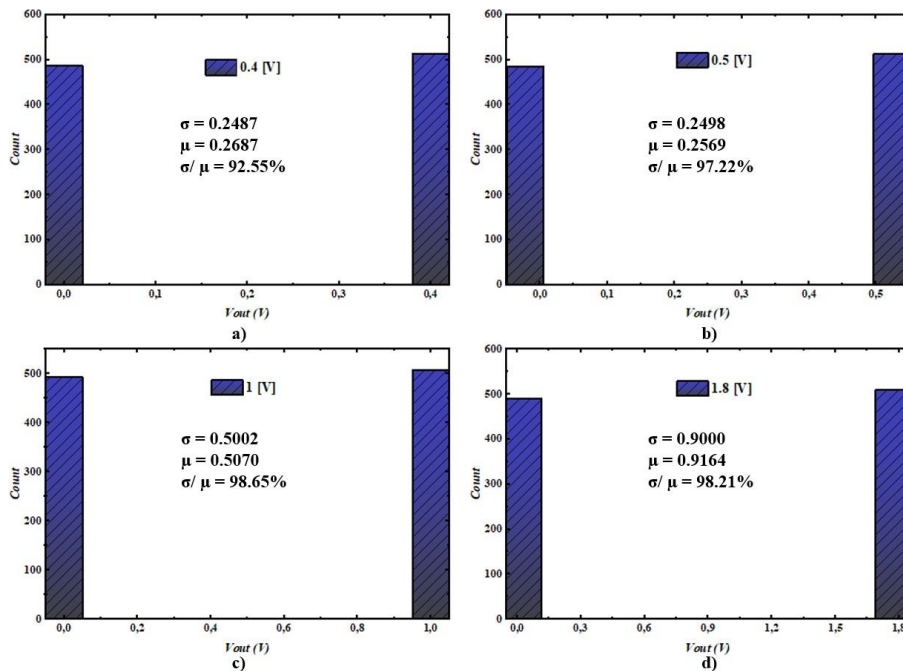 600
500
400
300
200
100
0
Count
0.4 [V]
σ = 0.2487
μ = 0.2687
σ/ μ = 92.55%
0,0 0,1 0,2 0,3 0,4
Vout (V)
a)
600
500
400
300
200
100
0
Count
0.5 [V]
σ = 0.2498
μ = 0.2569
σ/ μ = 97.22%
0,0 0,1 0,2 0,3 0,4 0,5
Vout (V)
b)
500
400
300
200
100
0
Count
1 [V]
σ = 0.5002
μ = 0.5070
σ/ μ = 98.65%
0,0 0,2 0,4 0,6 0,8 1,0
Vout (V)
c)
600
500
400
300
200
100
0
Count
1.8 [V]
σ = 0.9000
μ = 0.9164
σ/ μ = 98.21%
0,0 0,3 0,6 0,9 1,2 1,5 1,8
Vout (V)
d)